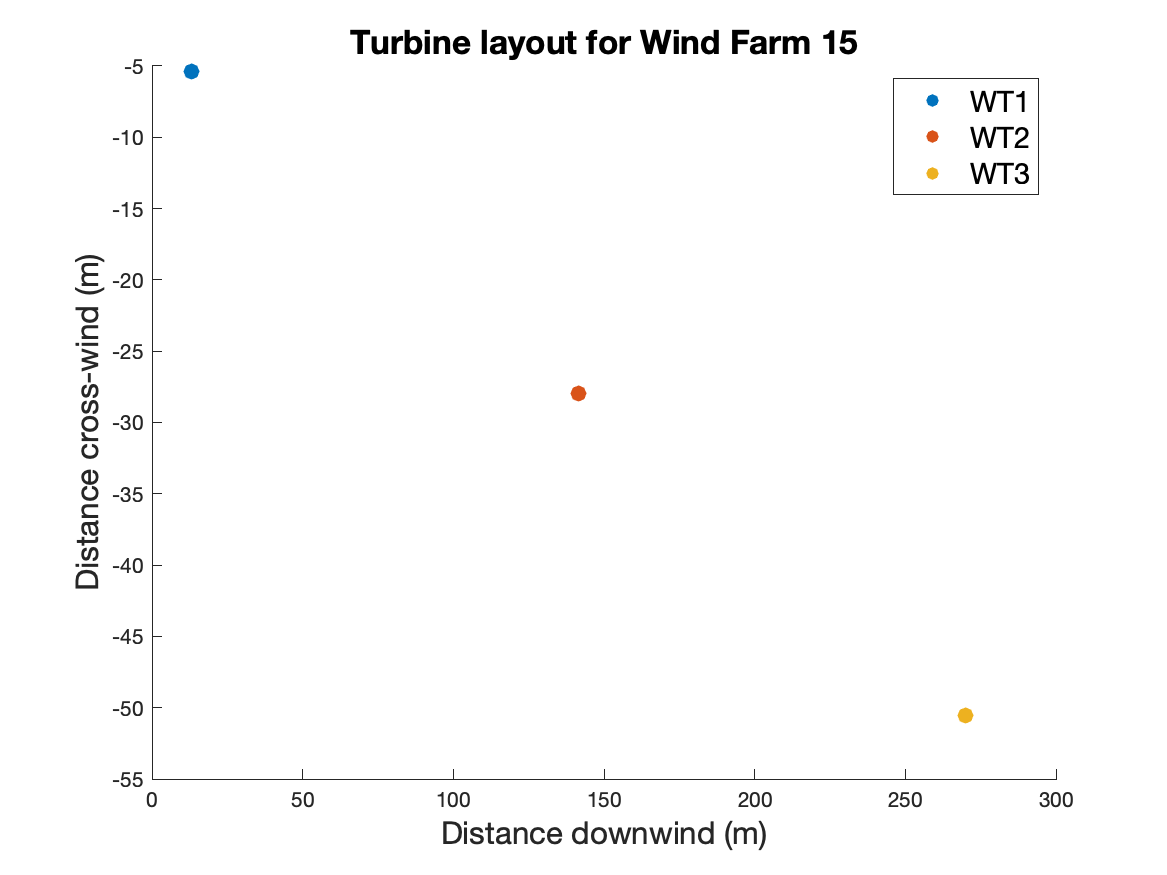 Turbine layout for Wind Farm 15
WT1
WT2
WT3
Distance cross-wind (m)
-5
-10
-15
-20
-25
-30
-35
-40
-45
-50
-55
0 50 100 150 200 250 300
Distance downwind (m)